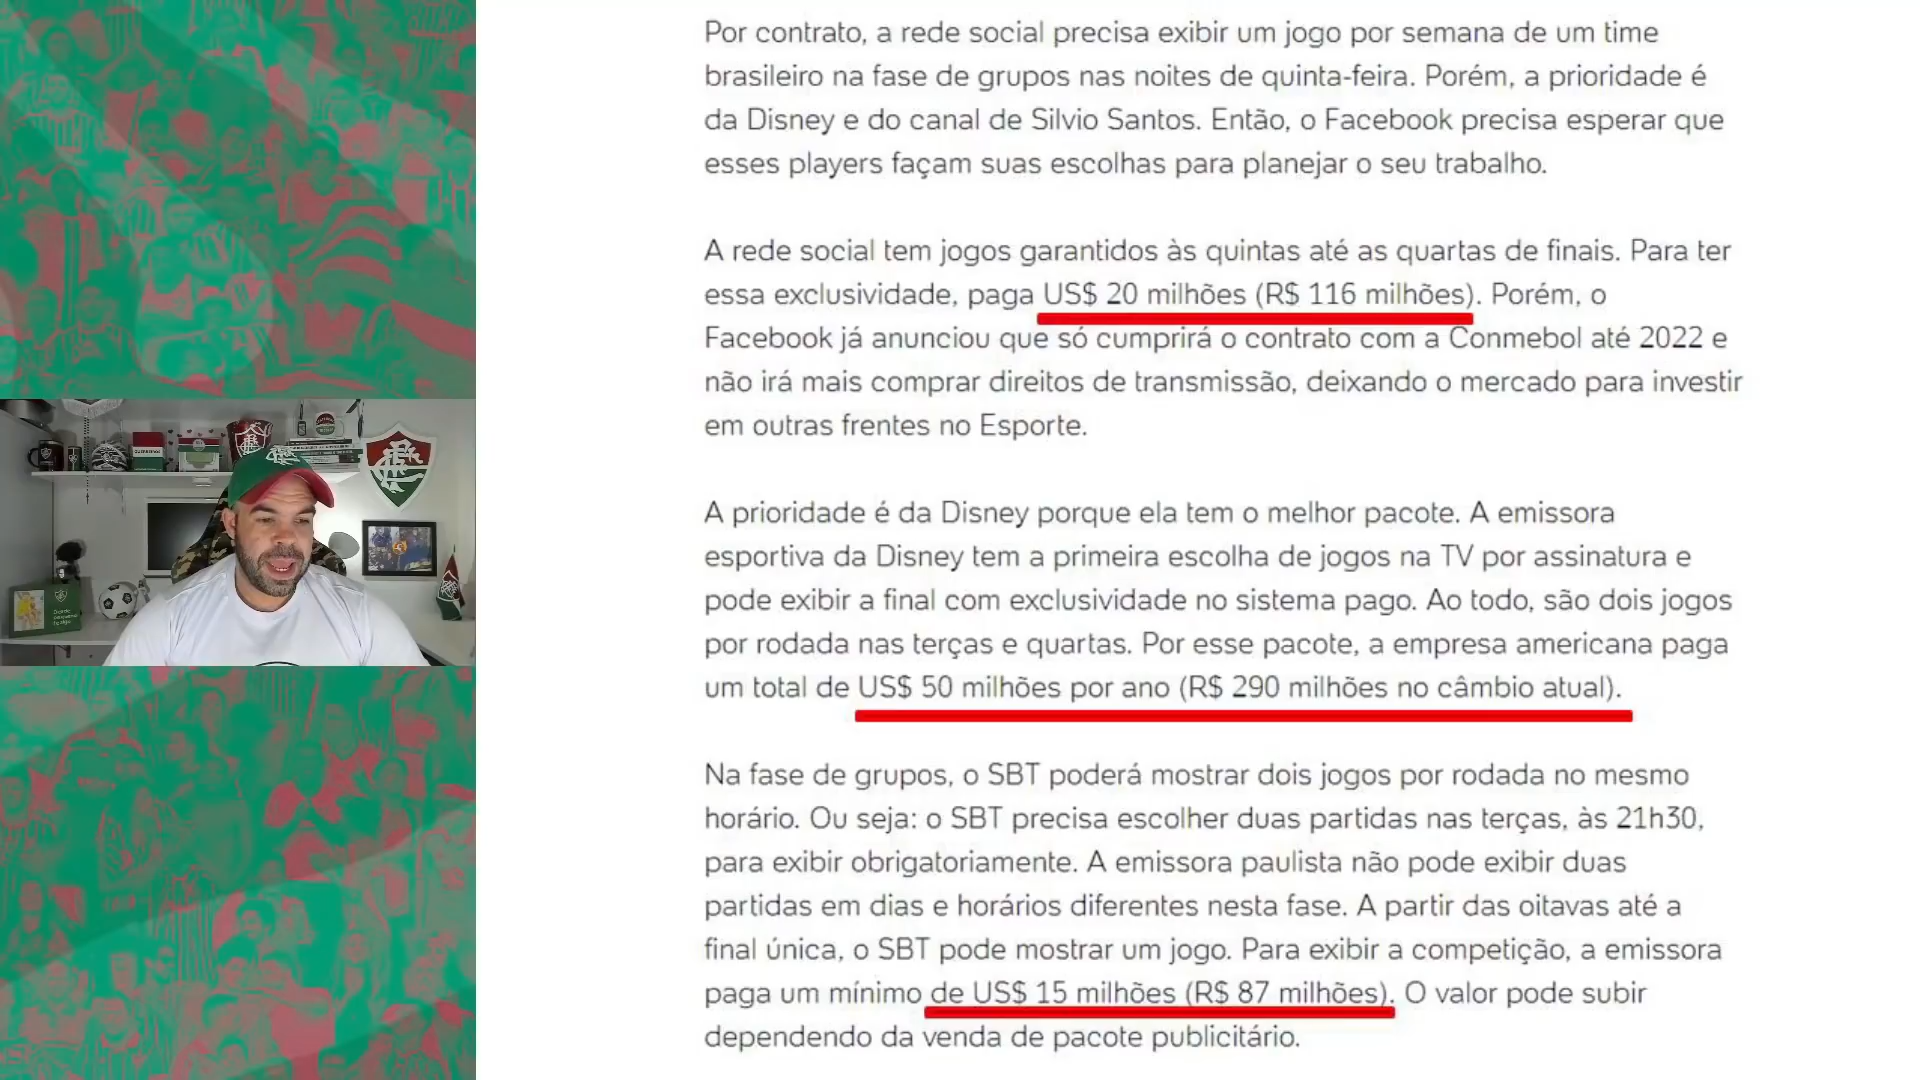 Por contrato, a rede social precisa exibir um jogo por semana de um time
brasileiro na fase de grupos nas noites de quinta-feira. Porém, a prioridade é
da Disney e do canal de Silvio Santos. Então, o Facebook precisa esperar que
esses players façam suas escolhas para planejar o seu trabalho.
A rede social tem jogos garantidos às quintas até as quartas de finais. Para ter
essa exclusividade, paga US$ 20 milhões (R$ 116 milhões). Porém, o
Facebook já anunciou que só cumprirá o contrato com a Conmebol até 2022 e
não irá mais comprar direitos de transmissão, deixando o mercado para investir
em outras frentes no Esporte.
A prioridade é da Disney porque ela tem o melhor pacote. A emissora
esportiva da Disney tem a primeira escolha de jogos na TV por assinatura e
pode exibir a final com exclusividade no sistema pago. Ao todo, são dois jogos
por rodada nas terças e quartas. Por esse pacote, a empresa americana paga
um total de US$ 50 milhões por ano (R$ 290 milhões no câmbio atual).
Na fase de grupos, o SBT poderá mostrar dois jogos por rodada no mesmo
horário. Ou seja: o SBT precisa escolher duas partidas nas terças, às 21h30,
para exibir obrigatoriamente. A emissora paulista não pode exibir duas
partidas em dias e horários diferentes nesta fase. A partir das oitavas até a
final única, o SBT pode mostrar um jogo. Para exibir a competição, a emissora
paga um mínimo de US$ 15 milhões (R$ 87 milhões). O valor pode subir
dependendo da venda de pacote publicitário.